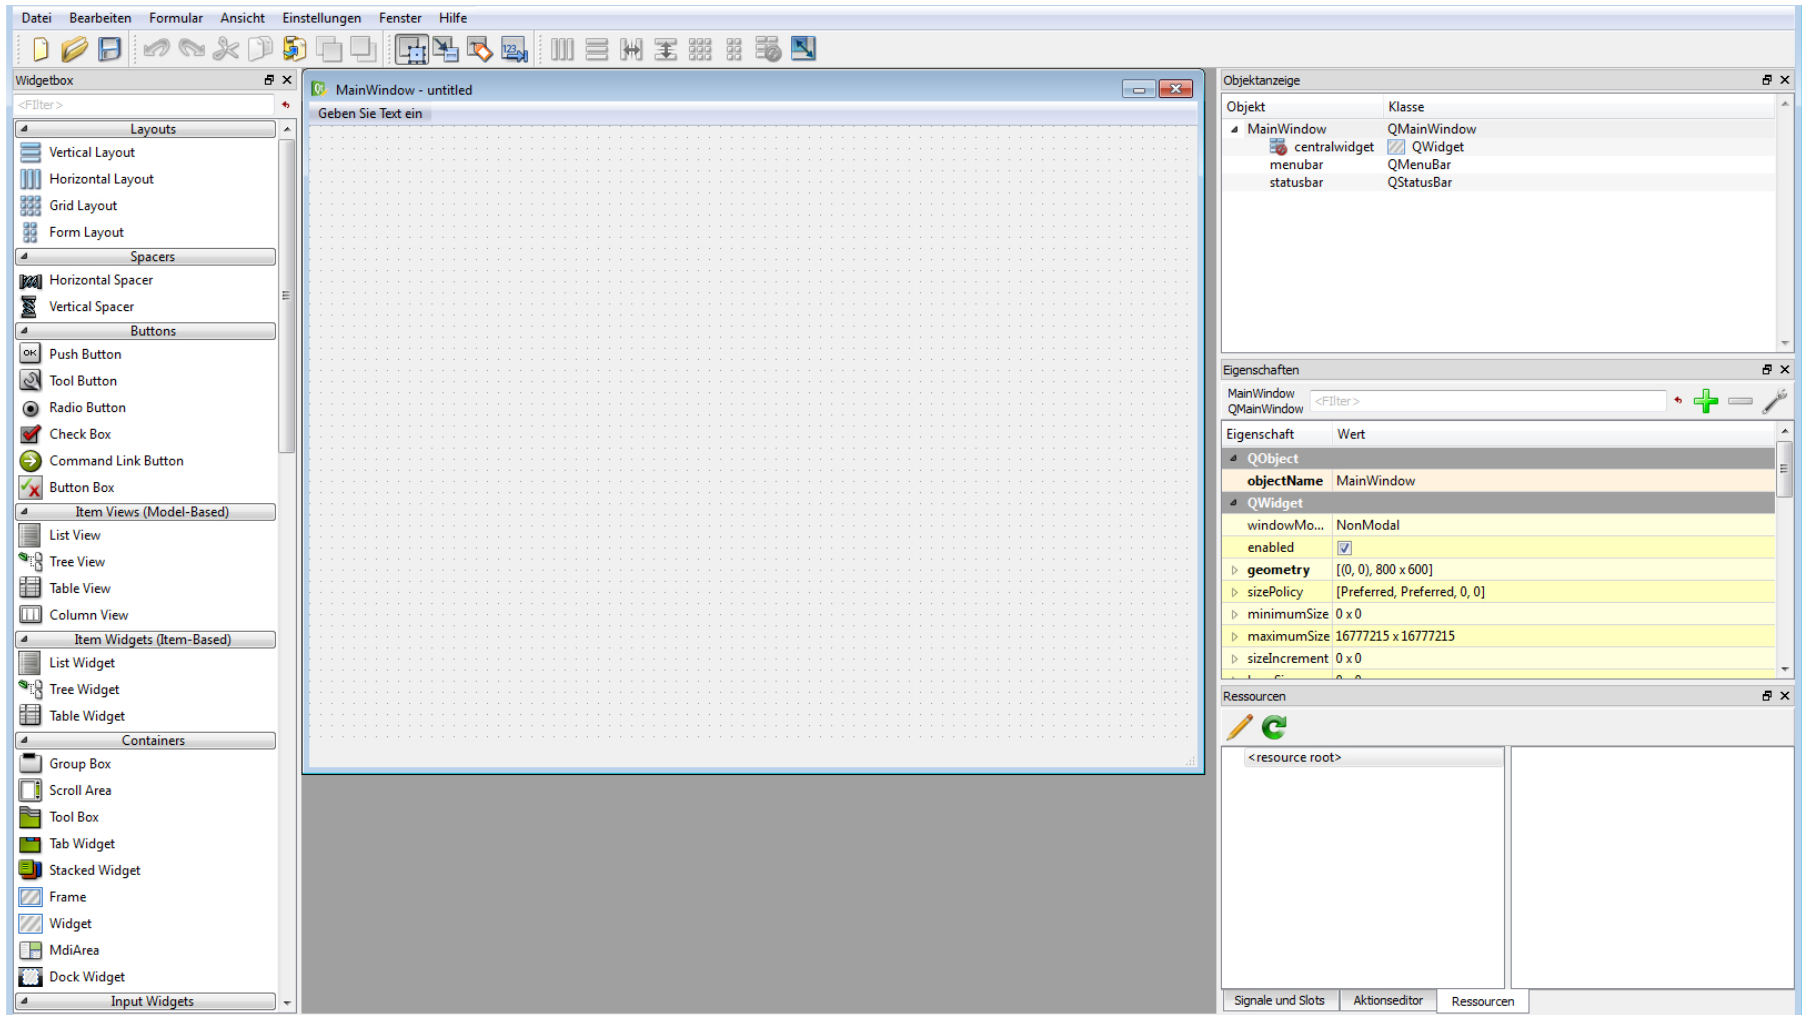 Datei Bearbeiten Formular Ansicht Einstellungen Fenster Hilfe
Widgetbox
<FIlter>
Layouts
Vertical Layout
Horizontal Layout
Grid Layout
Form Layout
Spacers
Horizontal Spacer
Vertical Spacer
Buttons
Push Button
Tool Button
Radio Button
Check Box
Command Link Button
Button Box
Item Views (Model-Based)
List View
Tree View
Table View
Column View
Item Widgets (Item-Based)
List Widget
Tree Widget
Table Widget
Containers
Group Box
Scroll Area
Tool Box
Tab Widget
Stacked Widget
Frame
Widget
MdiArea
Dock Widget
Input Widgets
MainWindow - untitled
Geben Sie Text ein
Objektanzeige
Objekt Klasse
MainWindow QMainWindow
centralwidget QWidget
menubar QMenuBar
statusbar QStatusBar
Eigenschaften
MainWindow
QMainWindow
<FIlter>
Eigenschaft Wert
QObject
objectName MainWindow
QWidget
windowMo... NonModal
enabled
geometry [(0, 0), 800 x 600]
sizePolicy [Preferred, Preferred, 0, 0]
minimumSize 0 x 0
maximumSize 16777215 x 16777215
sizeIncrement 0 x 0
Ressourcen
<resource root>
Signale und Slots Aktionseditor Ressourcen